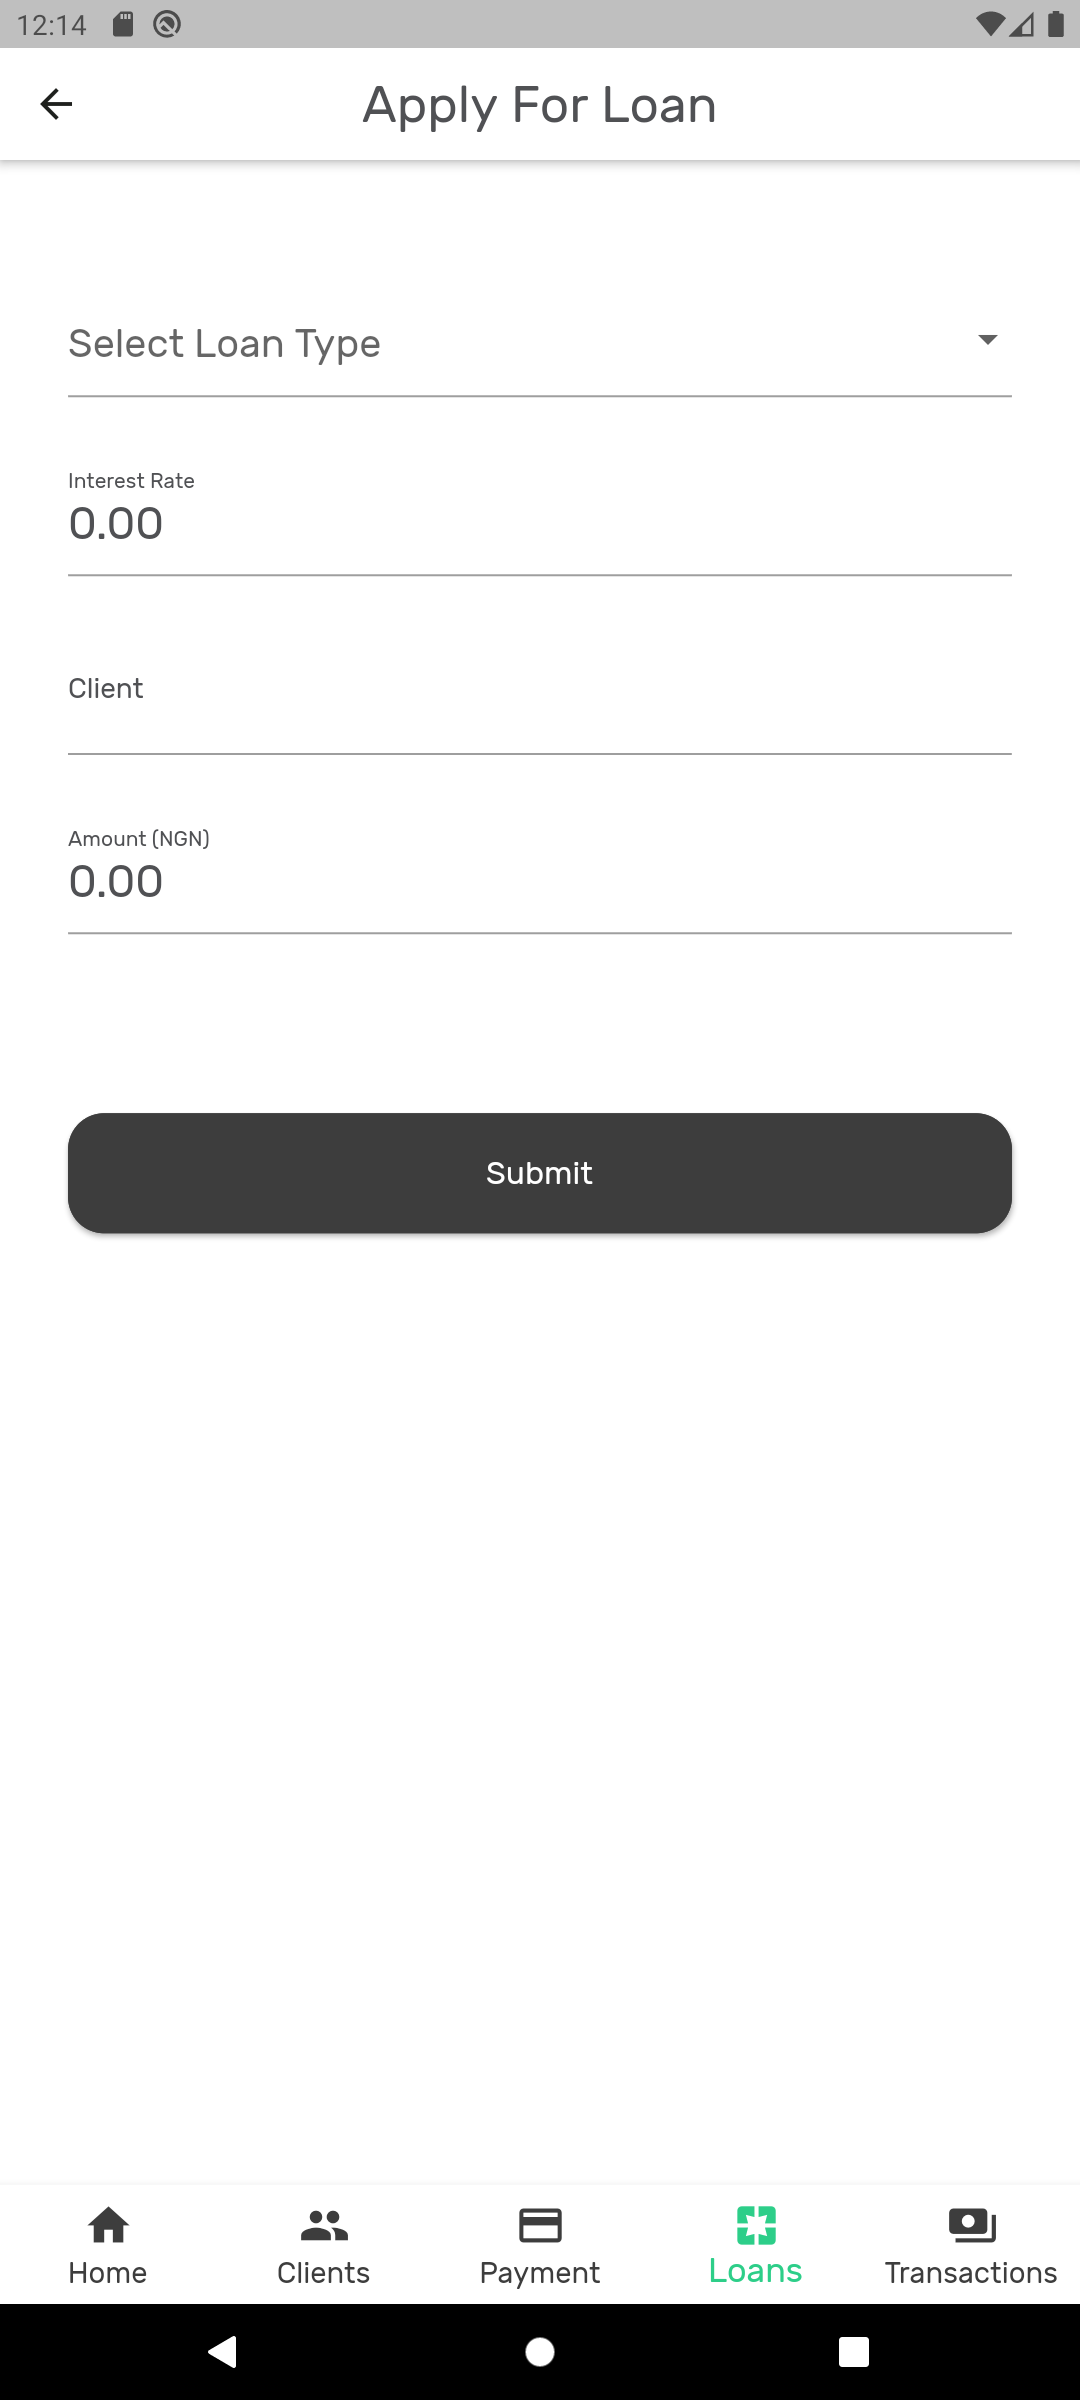 12:14
Apply For Loan
Select Loan Type
Interest Rate
0.00
Client
Amount (NGN)
0.00
Submit
Home
Clients
Payment
Loans
Transactions